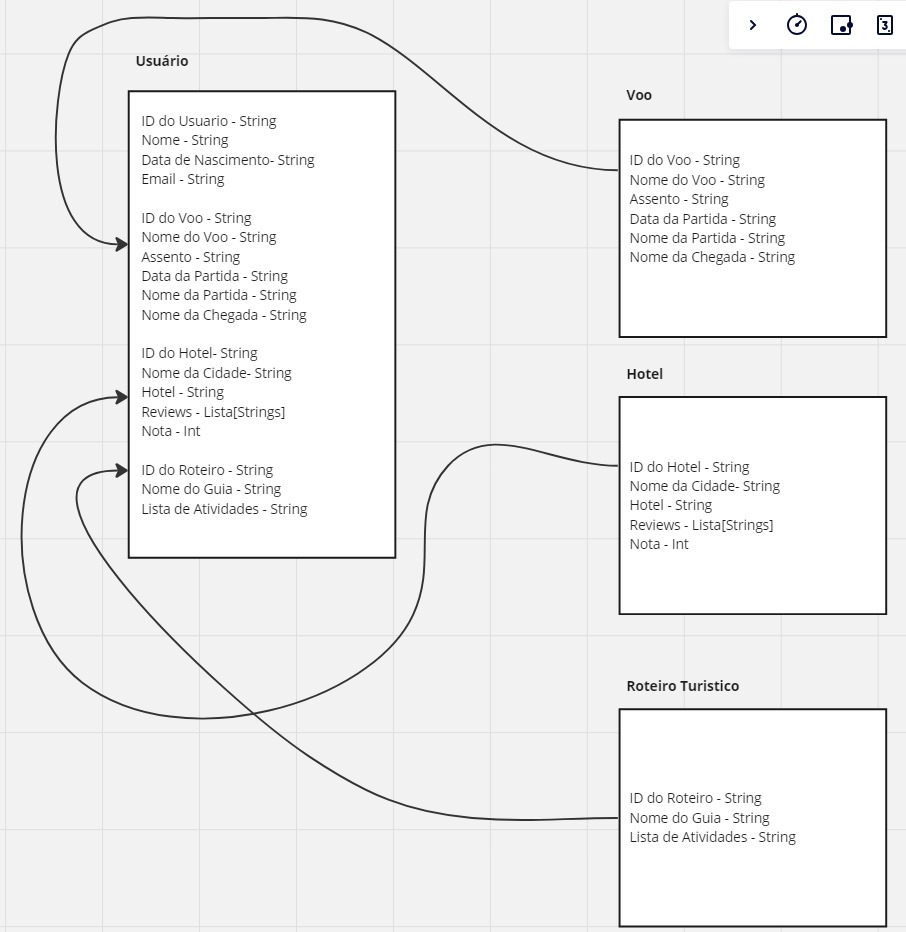 Usuário
ID do Usuario - String
Nome - String
Data de Nascimento- String
Email - String
ID do Voo - String
Nome do Voo - String
Assento - String
Data da Partida - String
Nome da Partida - String
Nome da Chegada - String
ID do Hotel- String
Nome da Cidade- String
Hotel - String
Reviews - Lista[Strings]
Nota - Int
ID do Roteiro - String
Nome do Guia - String
Lista de Atividades - String
3
Voo
ID do Voo - String
Nome do Voo - String
Assento - String
Data da Partida - String
Nome da Partida - String
Nome da Chegada - String
Hotel
ID do Hotel - String
Nome da Cidade- String
Hotel - String
Reviews - Lista[Strings]
Nota - Int
Roteiro Turistico
ID do Roteiro - String
Nome do Guia - String
Lista de Atividades - String